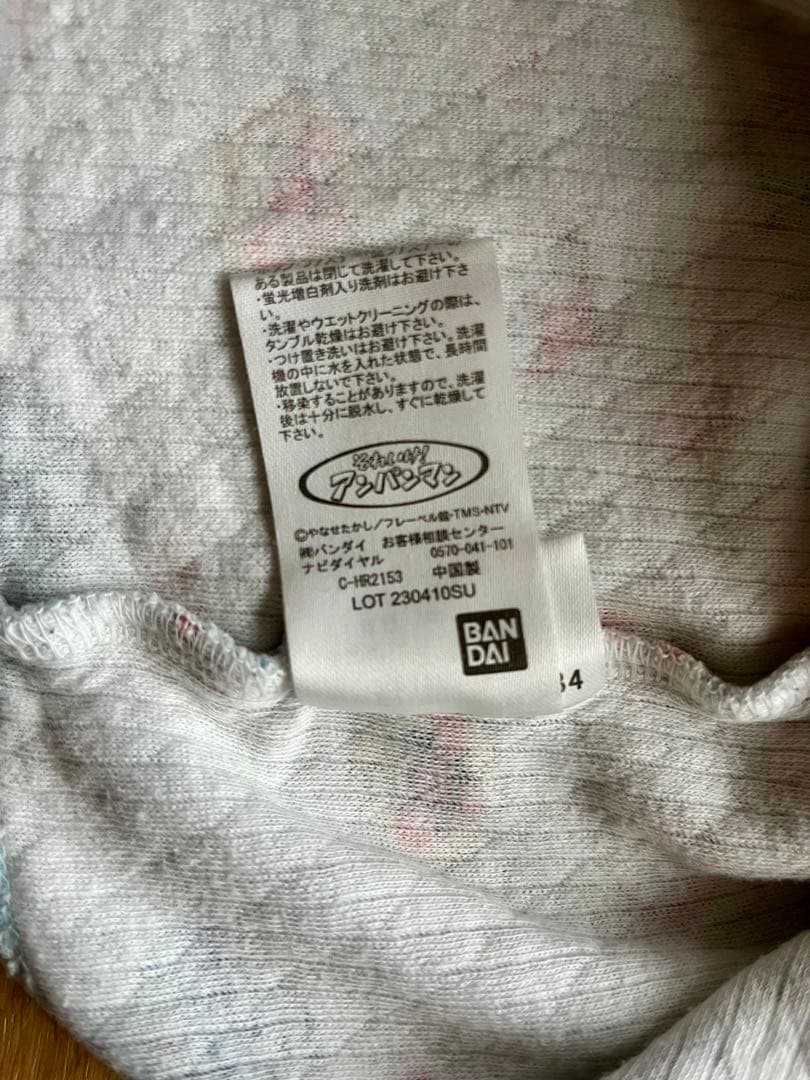 ある製品は閉じて洗濯して下さい。
・蛍光増白剤入り洗剤はお避け下さ
い。
・洗濯やウエットクリーニングの際は、
タンブル乾燥はお避け下さい。
・つけ置き洗いはお避け下さい。洗濯
機の中に水を入れた状態で、長時間
放置しないで下さい。
・移染することがありますので、洗濯
後は十分に脱水し、すぐに乾燥して
下さい。
それいけ!
アンパンマン
©やなせたかし/フレーベル館・TMS・NTV
㈱バンダイ お客様相談センター
ナビダイヤル 0570-041-101
C-HR2153 中国製
LOT 230410SU
BAN
DAI
34